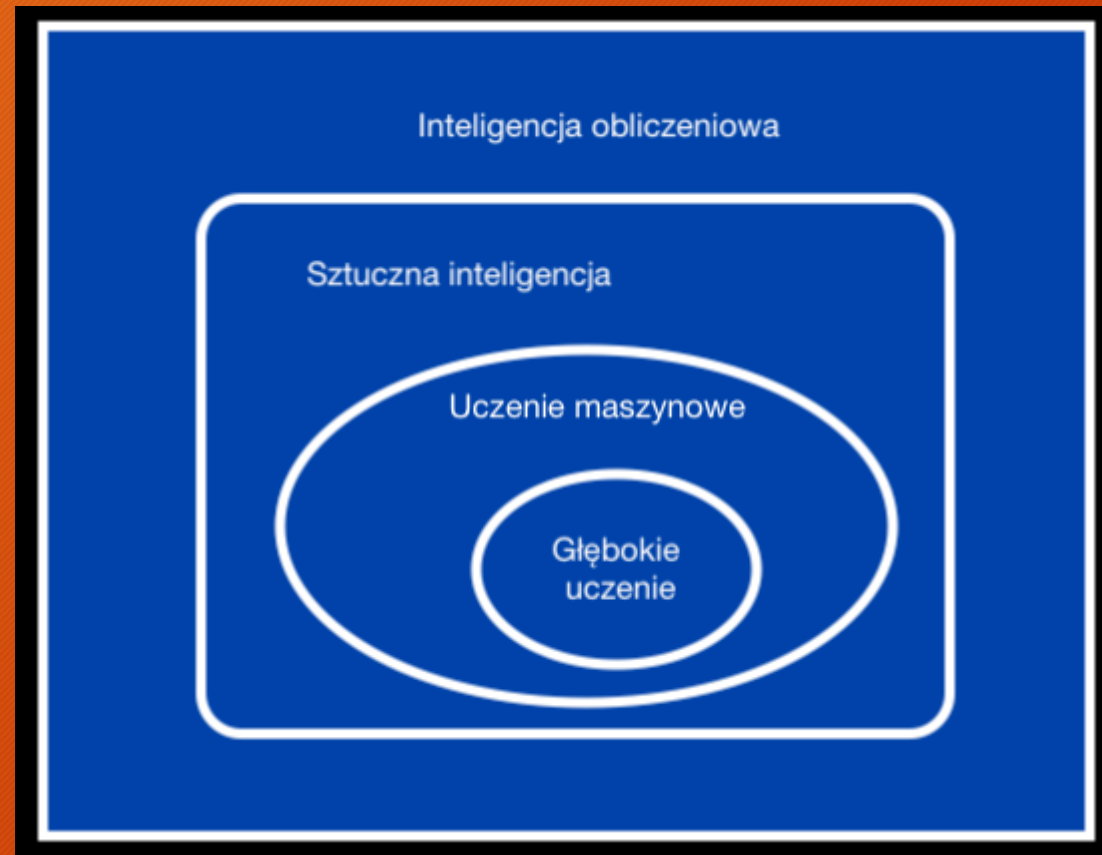 Inteligencja obliczeniowa
Sztuczna inteligencja
Uczenie maszynowe
Głębokie
uczenie